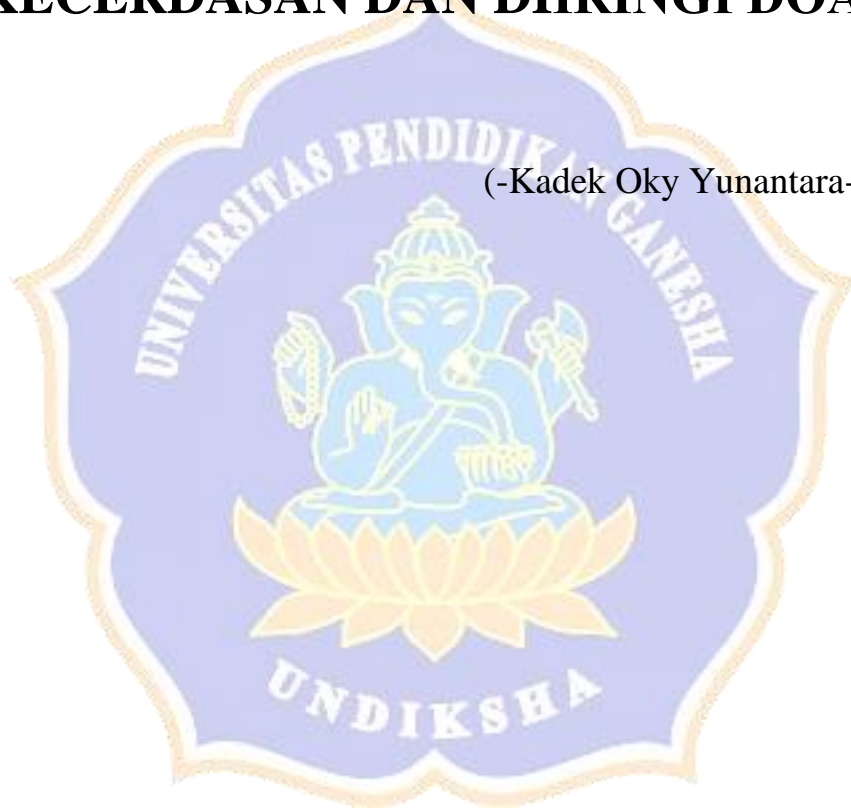 KECERDASAN DAN DIIRINGI DOA
(-Kadek Oky Yunantara-
UNIVERSITAS PENDIDIKAN GANESHA
UNDIKSHA